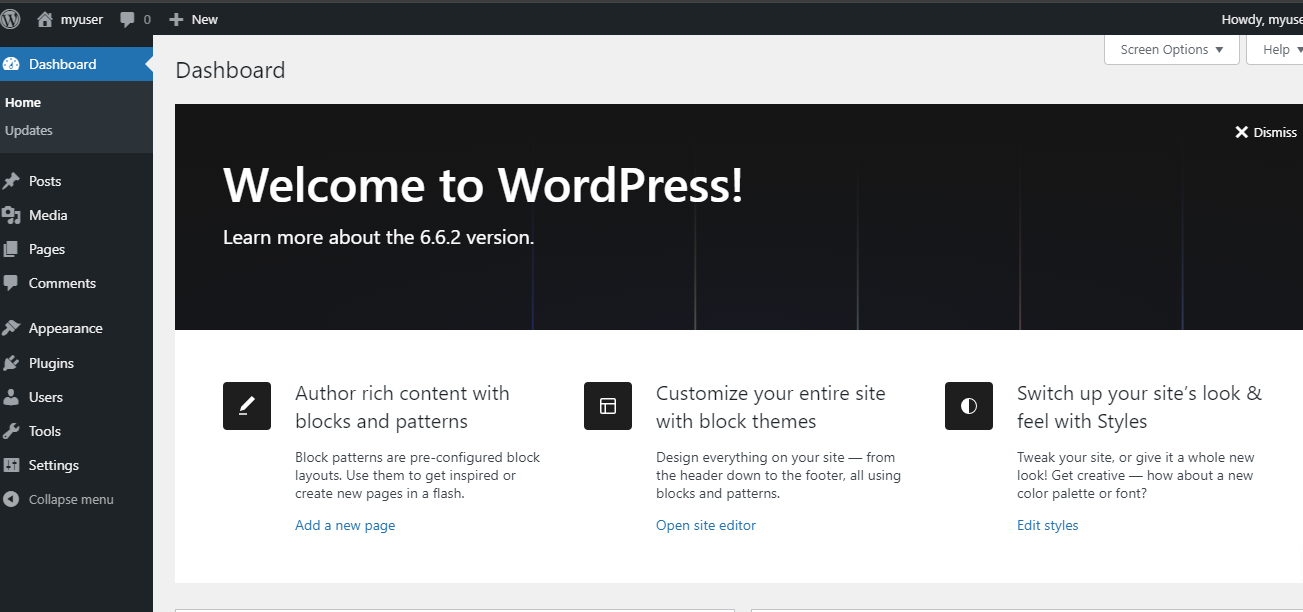 myuser 0 New Howdy, myuse
Screen Options Help
Dashboard
Home
Updates
Posts
Media
Pages
Comments
Appearance
Plugins
Users
Tools
Settings
Collapse menu
Dashboard
Dismiss
Welcome to WordPress!
Learn more about the 6.6.2 version.
Author rich content with
blocks and patterns
Block patterns are pre-configured block
layouts. Use them to get inspired or
create new pages in a flash.
Add a new page
Customize your entire site
with block themes
Design everything on your site — from
the header down to the footer, all using
blocks and patterns.
Open site editor
Switch up your site’s look &
feel with Styles
Tweak your site, or give it a whole new
look! Get creative — how about a new
color palette or font?
Edit styles